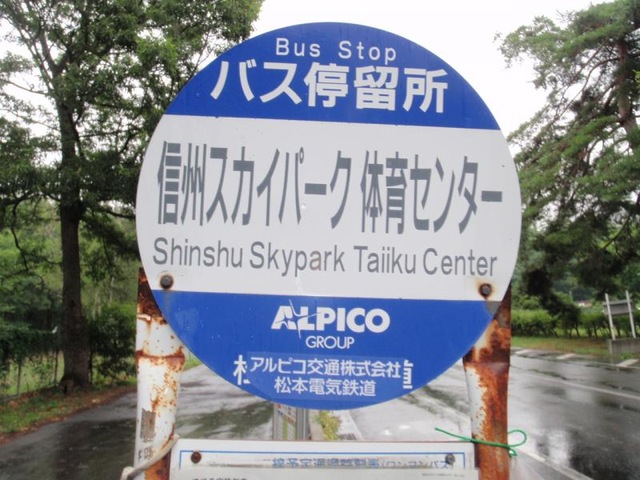 Bus Stop
バス停留所
信州スカイパーク 体育センター
Shinshu Skypark Taiiku Center
ALPICO
GROUP
アルピコ交通株式会社
松本電気鉄道